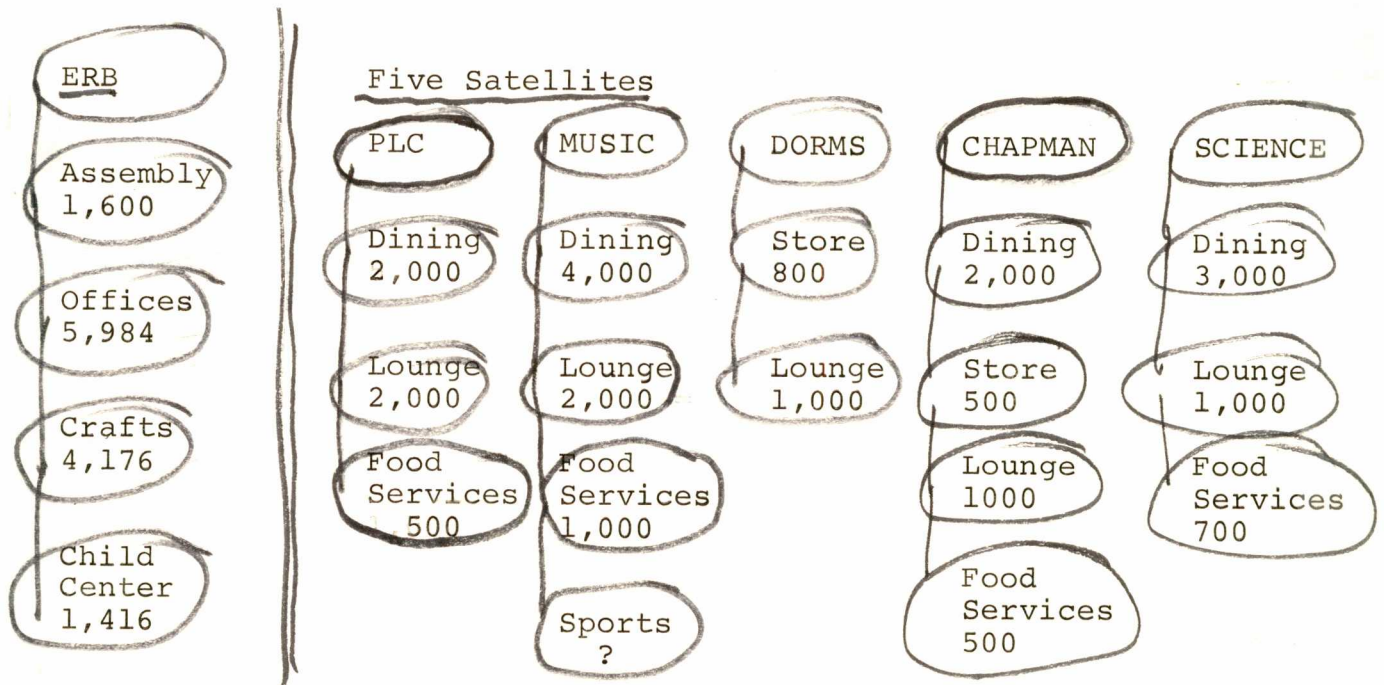 ERB
Assembly
1,600
Offices
5,984
Crafts
4,176
Child
Center
1,416
Five Satellites
PLC
Dining
2,000
Lounge
2,000
Food
Services
500
MUSIC
Dining
4,000
Lounge
2,000
Food
Services
1,000
Sports
?
DORMS
Store
800
Lounge
1,000
CHAPMAN
Dining
2,000
Store
500
Lounge
1000
Food
Services
500
SCIENCE
Dining
3,000
Lounge
1,000
Food
Services
700